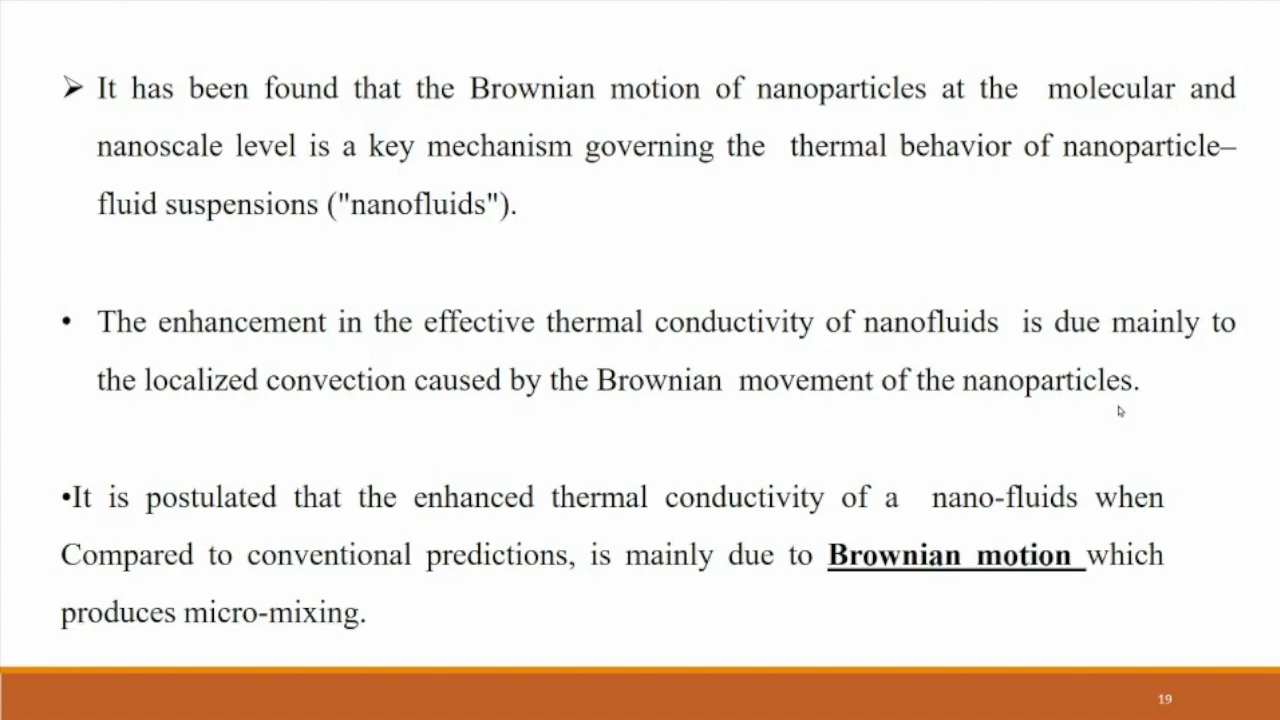 ➢ It has been found that the Brownian motion of nanoparticles at the molecular and
nanoscale level is a key mechanism governing the thermal behavior of nanoparticle–
fluid suspensions ("nanofluids").
• The enhancement in the effective thermal conductivity of nanofluids is due mainly to
the localized convection caused by the Brownian movement of the nanoparticles.
•It is postulated that the enhanced thermal conductivity of a nano-fluids when
Compared to conventional predictions, is mainly due to Brownian motion which
produces micro-mixing.
19